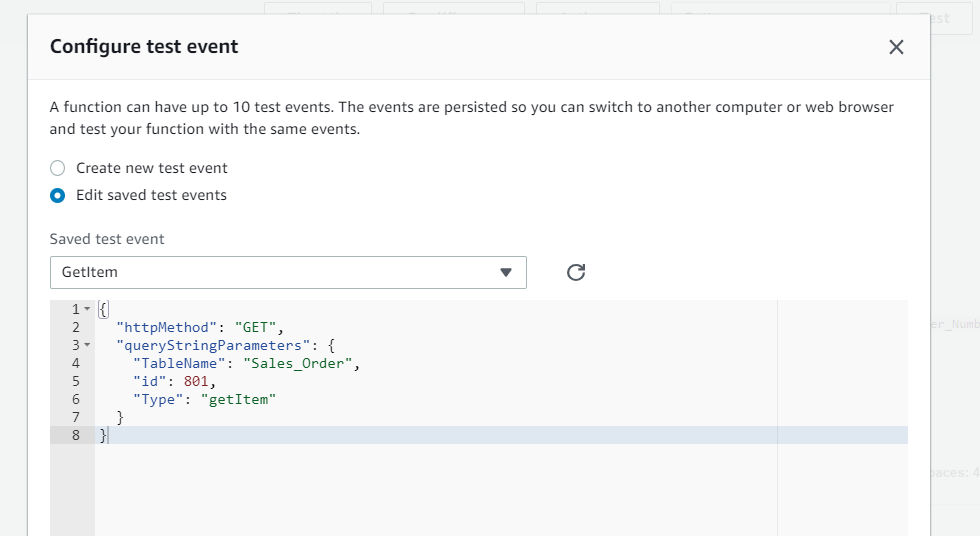 Configure test event
A function can have up to 10 test events. The events are persisted so you can switch to another computer or web browser
and test your function with the same events.
Create new test event
Edit saved test events
Saved test event
GetItem
1 {
2 "httpMethod": "GET",
3 "queryStringParameters": {
4 "TableName": "Sales_Order",
5 "id": 801,
6 "Type": "getItem"
7 }
8 }